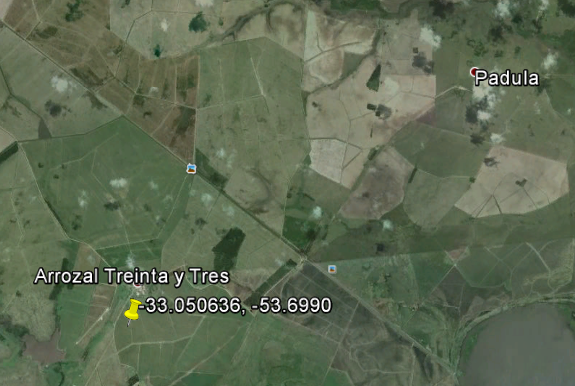 Padula
Arrozal Treinta y Tres
-33.050636, -53.6990